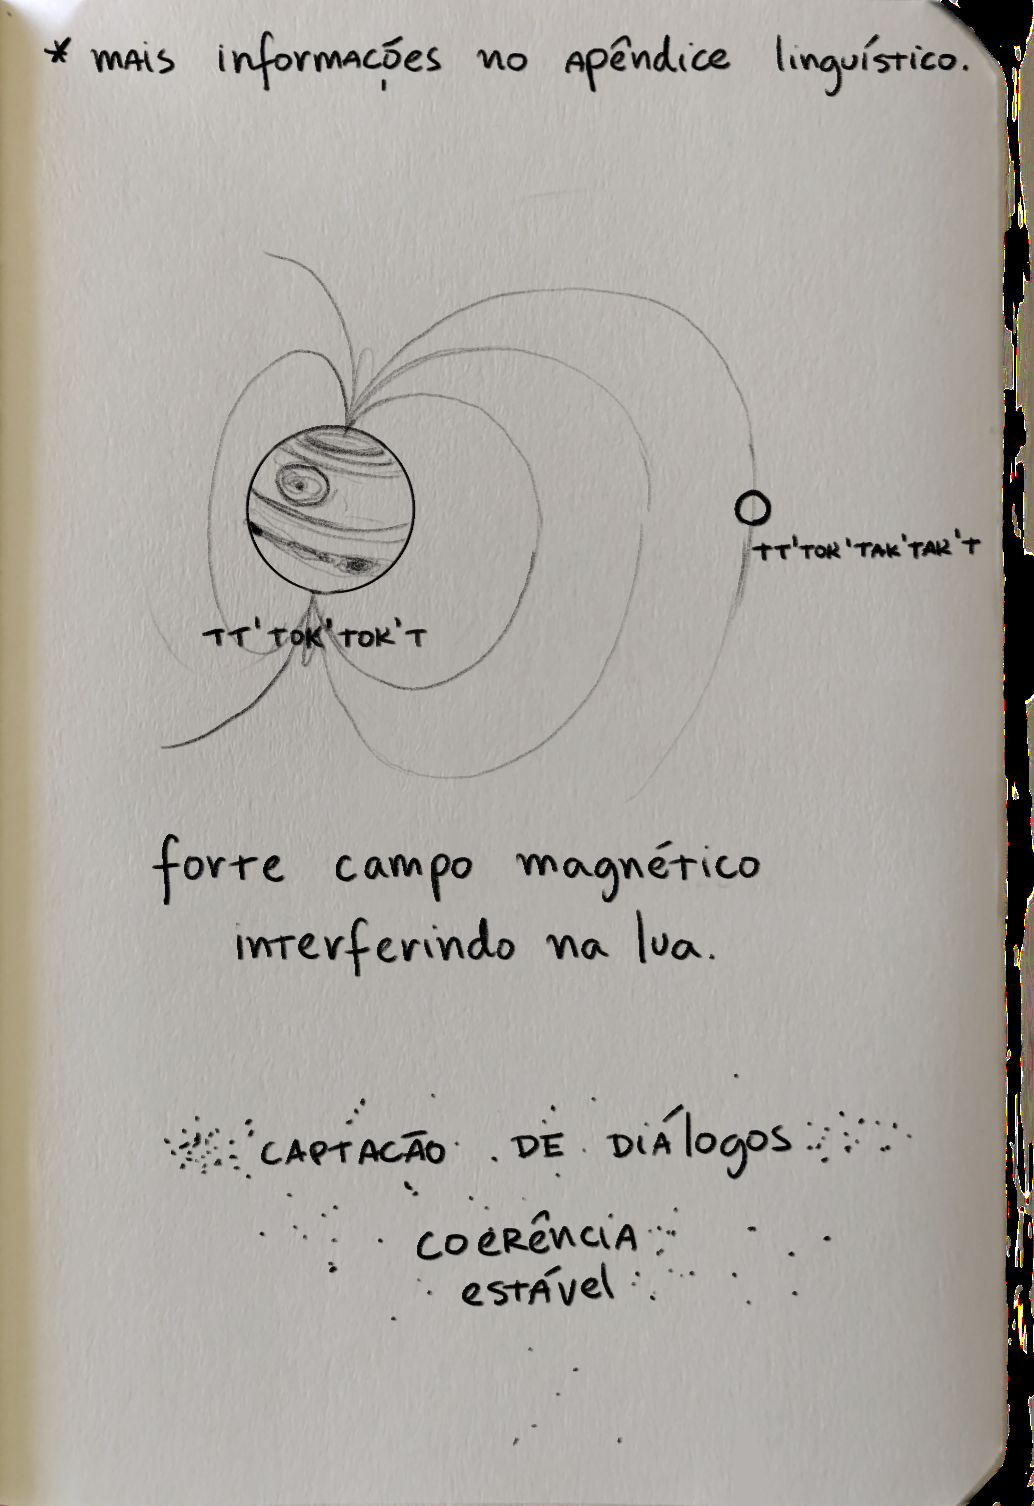 * mais informações no apêndice linguístico.
TT'TOK'TAK'TAK'T
TT'TOK'TOK'T
forte campo magnético
interferindo na lua.
CAPTAÇÃO DE DIÁlogos
COERÊNCIA
estável